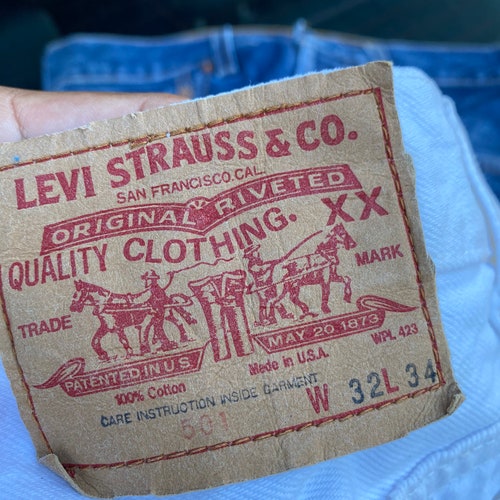 LEVI STRAUSS & CO.
SAN FRANCISCO.CAL.
ORIGINAL RIVETED
QUALITY CLOTHING. XX
TRADE MARK
PATENTED IN U.S. MAY 20.1873
100% Cotton Made in U.S.A. WPL 423
CARE INSTRUCTION INSIDE GARMENT
501 W 32 L 34